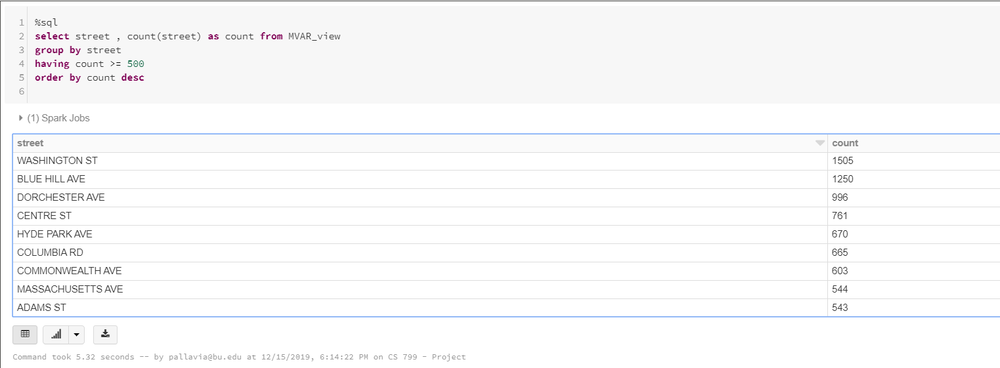 1 %sql
2 select street , count(street) as count from MVAR_view
3 group by street
4 having count >= 500
5 order by count desc
6
(1) Spark Jobs
street count
WASHINGTON ST 1505
BLUE HILL AVE 1250
DORCHESTER AVE 996
CENTRE ST 761
HYDE PARK AVE 670
COLUMBIA RD 665
COMMONWEALTH AVE 603
MASSACHUSETTS AVE 544
ADAMS ST 543
Command took 5.32 seconds -- by pallavia@bu.edu at 12/15/2019, 6:14:22 PM on CS 799 - Project